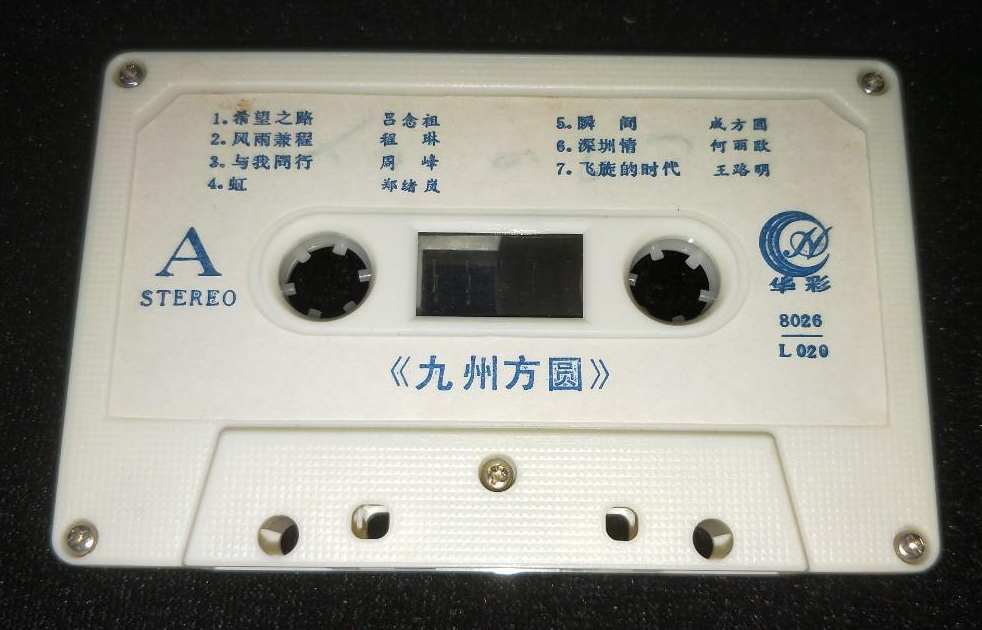 1. 希望之路 吕念祖
2. 风雨兼程 程 琳
3. 与我同行 周 峰
4. 虹 郑绪岚
5. 瞬 间 成方圆
6. 深圳情 何丽欧
7. 飞旋的时代 王路明
A
STEREO
华彩
8026
L 020
《九州方圆》